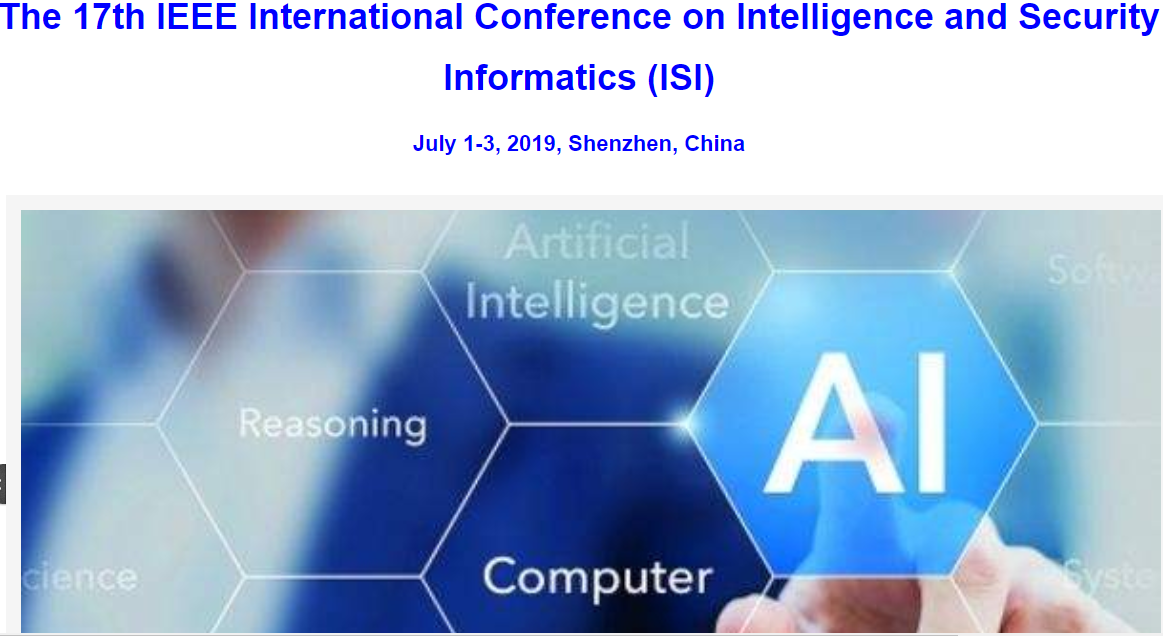 The 17th IEEE International Conference on Intelligence and Security
Informatics (ISI)
July 1-3, 2019, Shenzhen, China
Artificial
Intelligence
Reasoning
AI
Computer